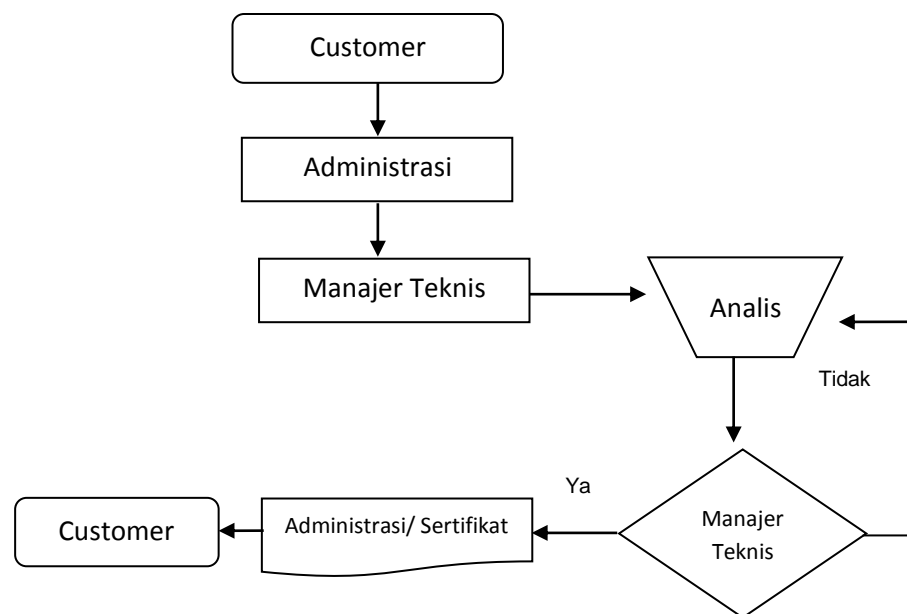 Customer
Administrasi
Manajer Teknis
Analis
Tidak
Ya
Manajer
Teknis
Administrasi/ Sertifikat
Customer